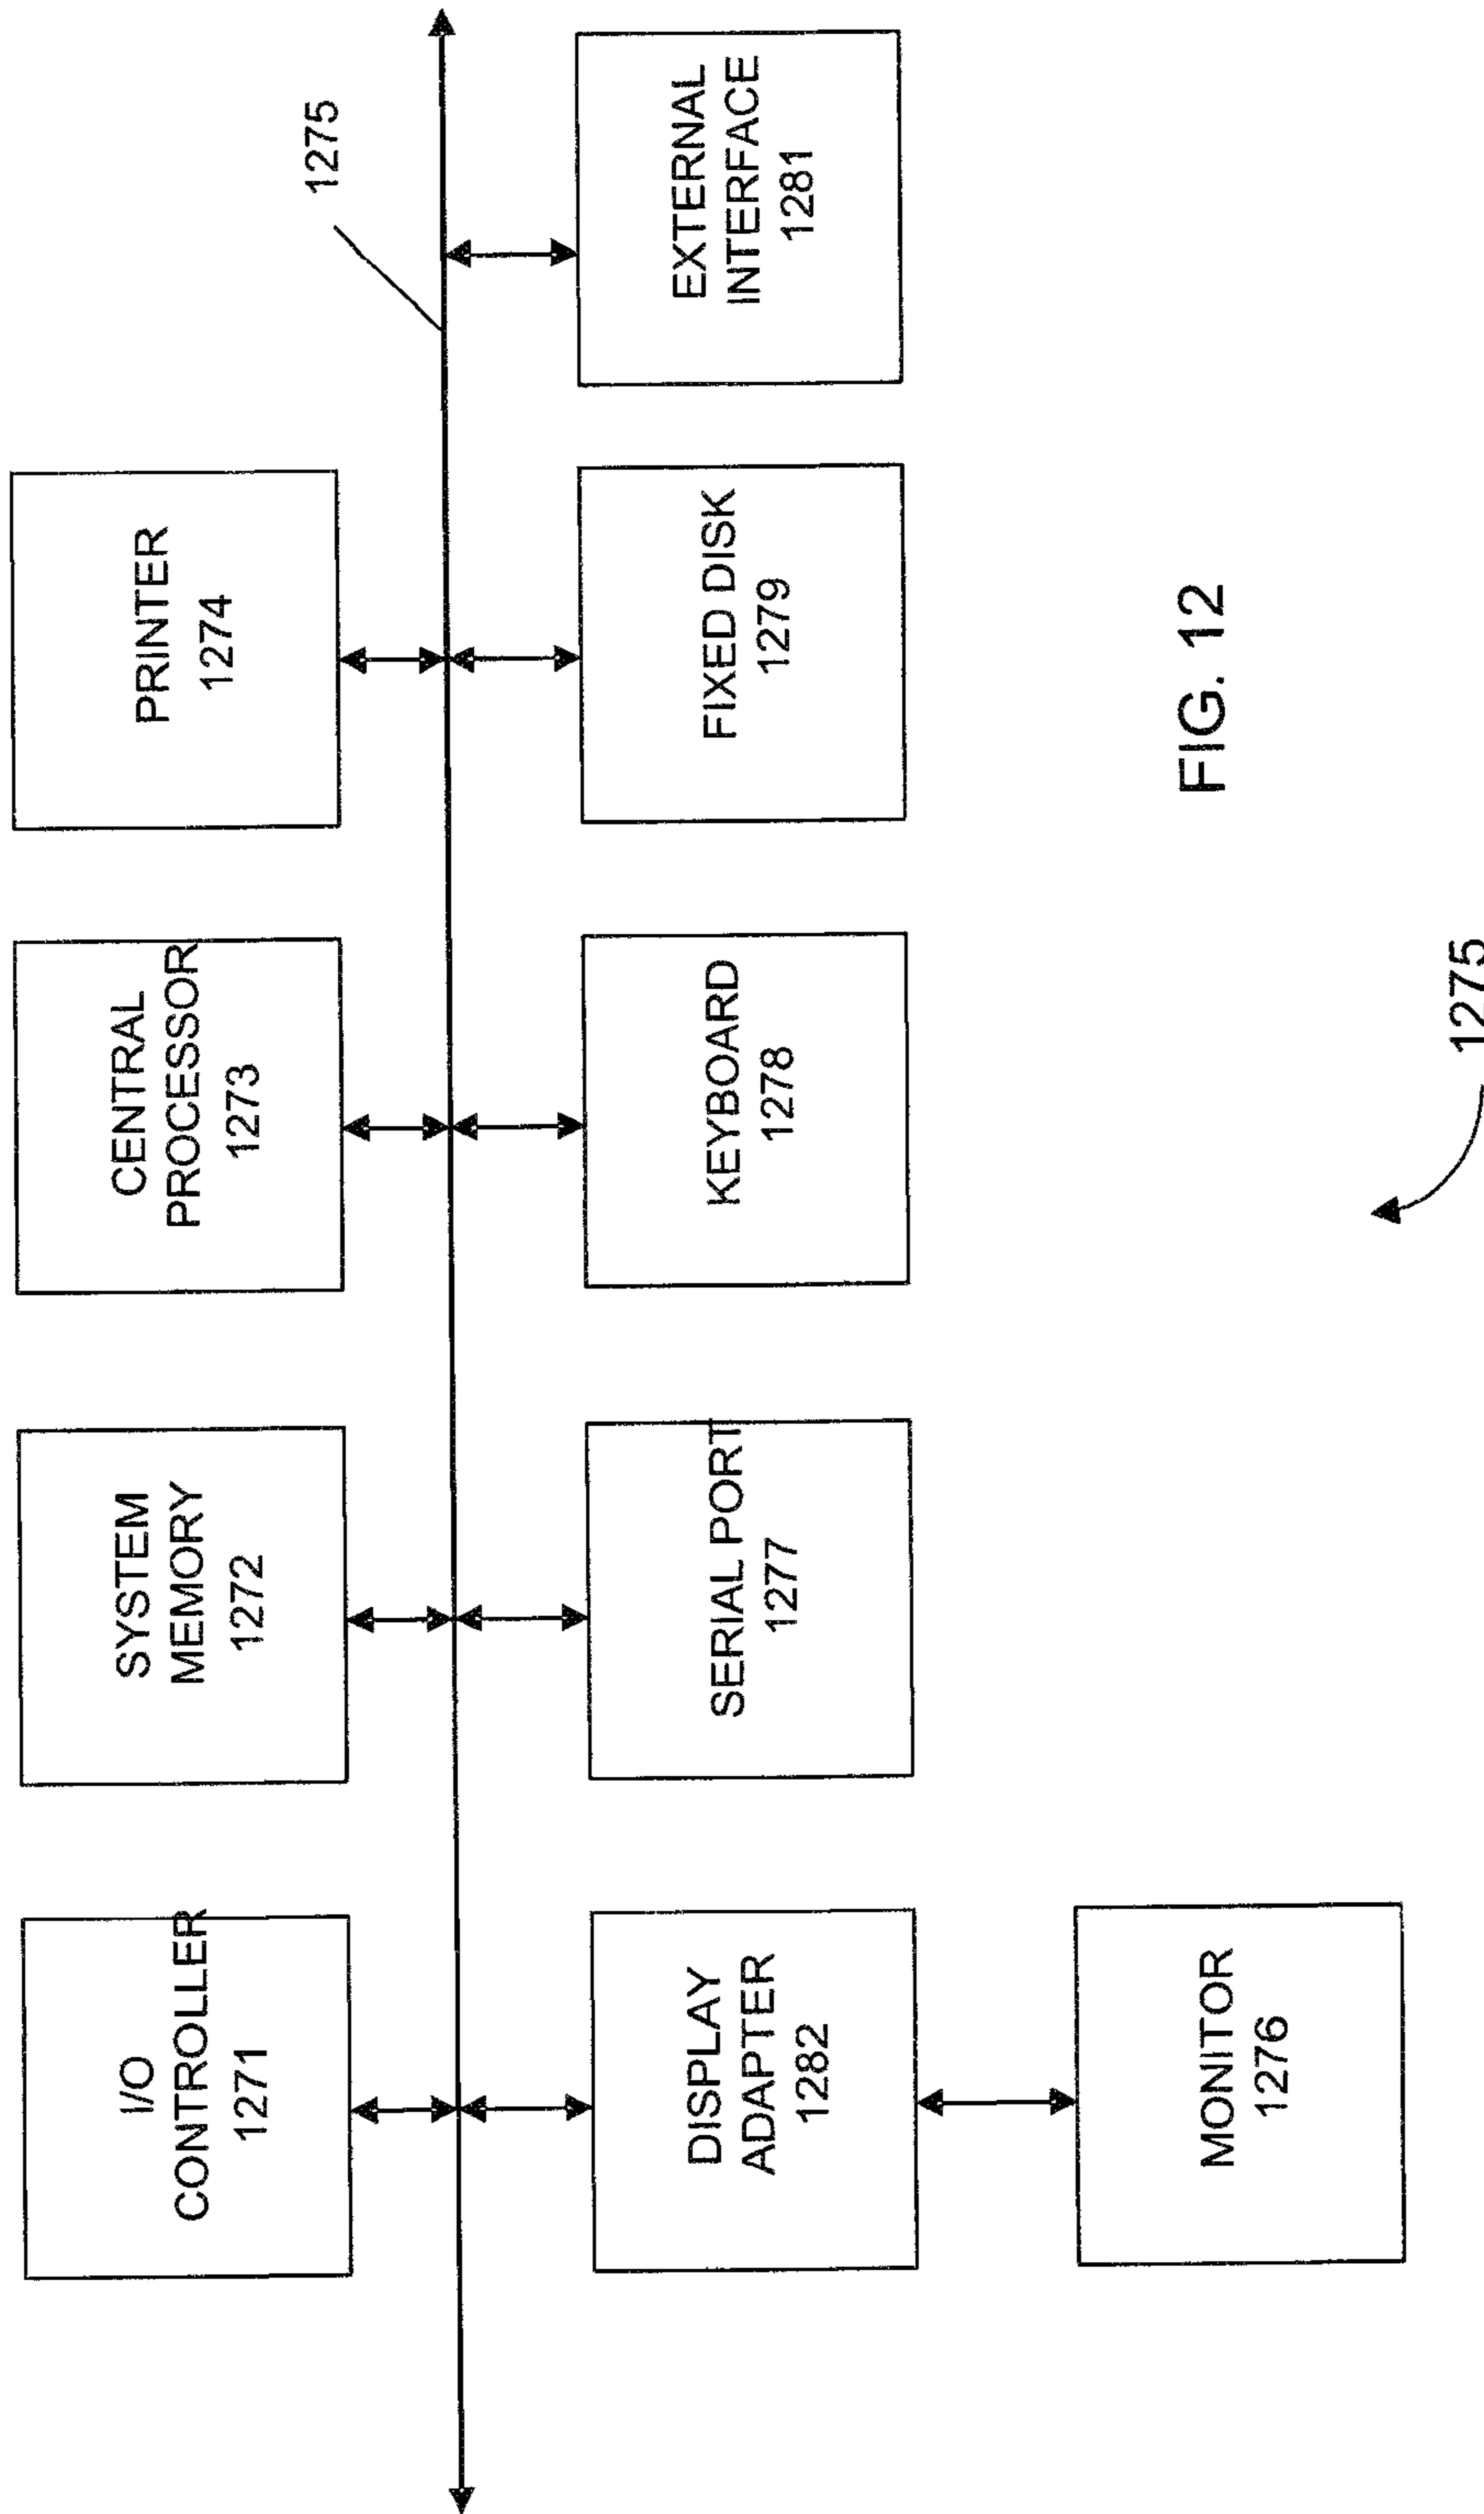 1275
I/O
CONTROLLER
1271
SYSTEM
MEMORY
1272
CENTRAL
PROCESSOR
1273
PRINTER
1274
DISPLAY
ADAPTER
1282
SERIAL PORT
1277
KEYBOARD
1278
FIXED DISK
1279
EXTERNAL
INTERFACE
1281
MONITOR
1276
FIG. 12
1275